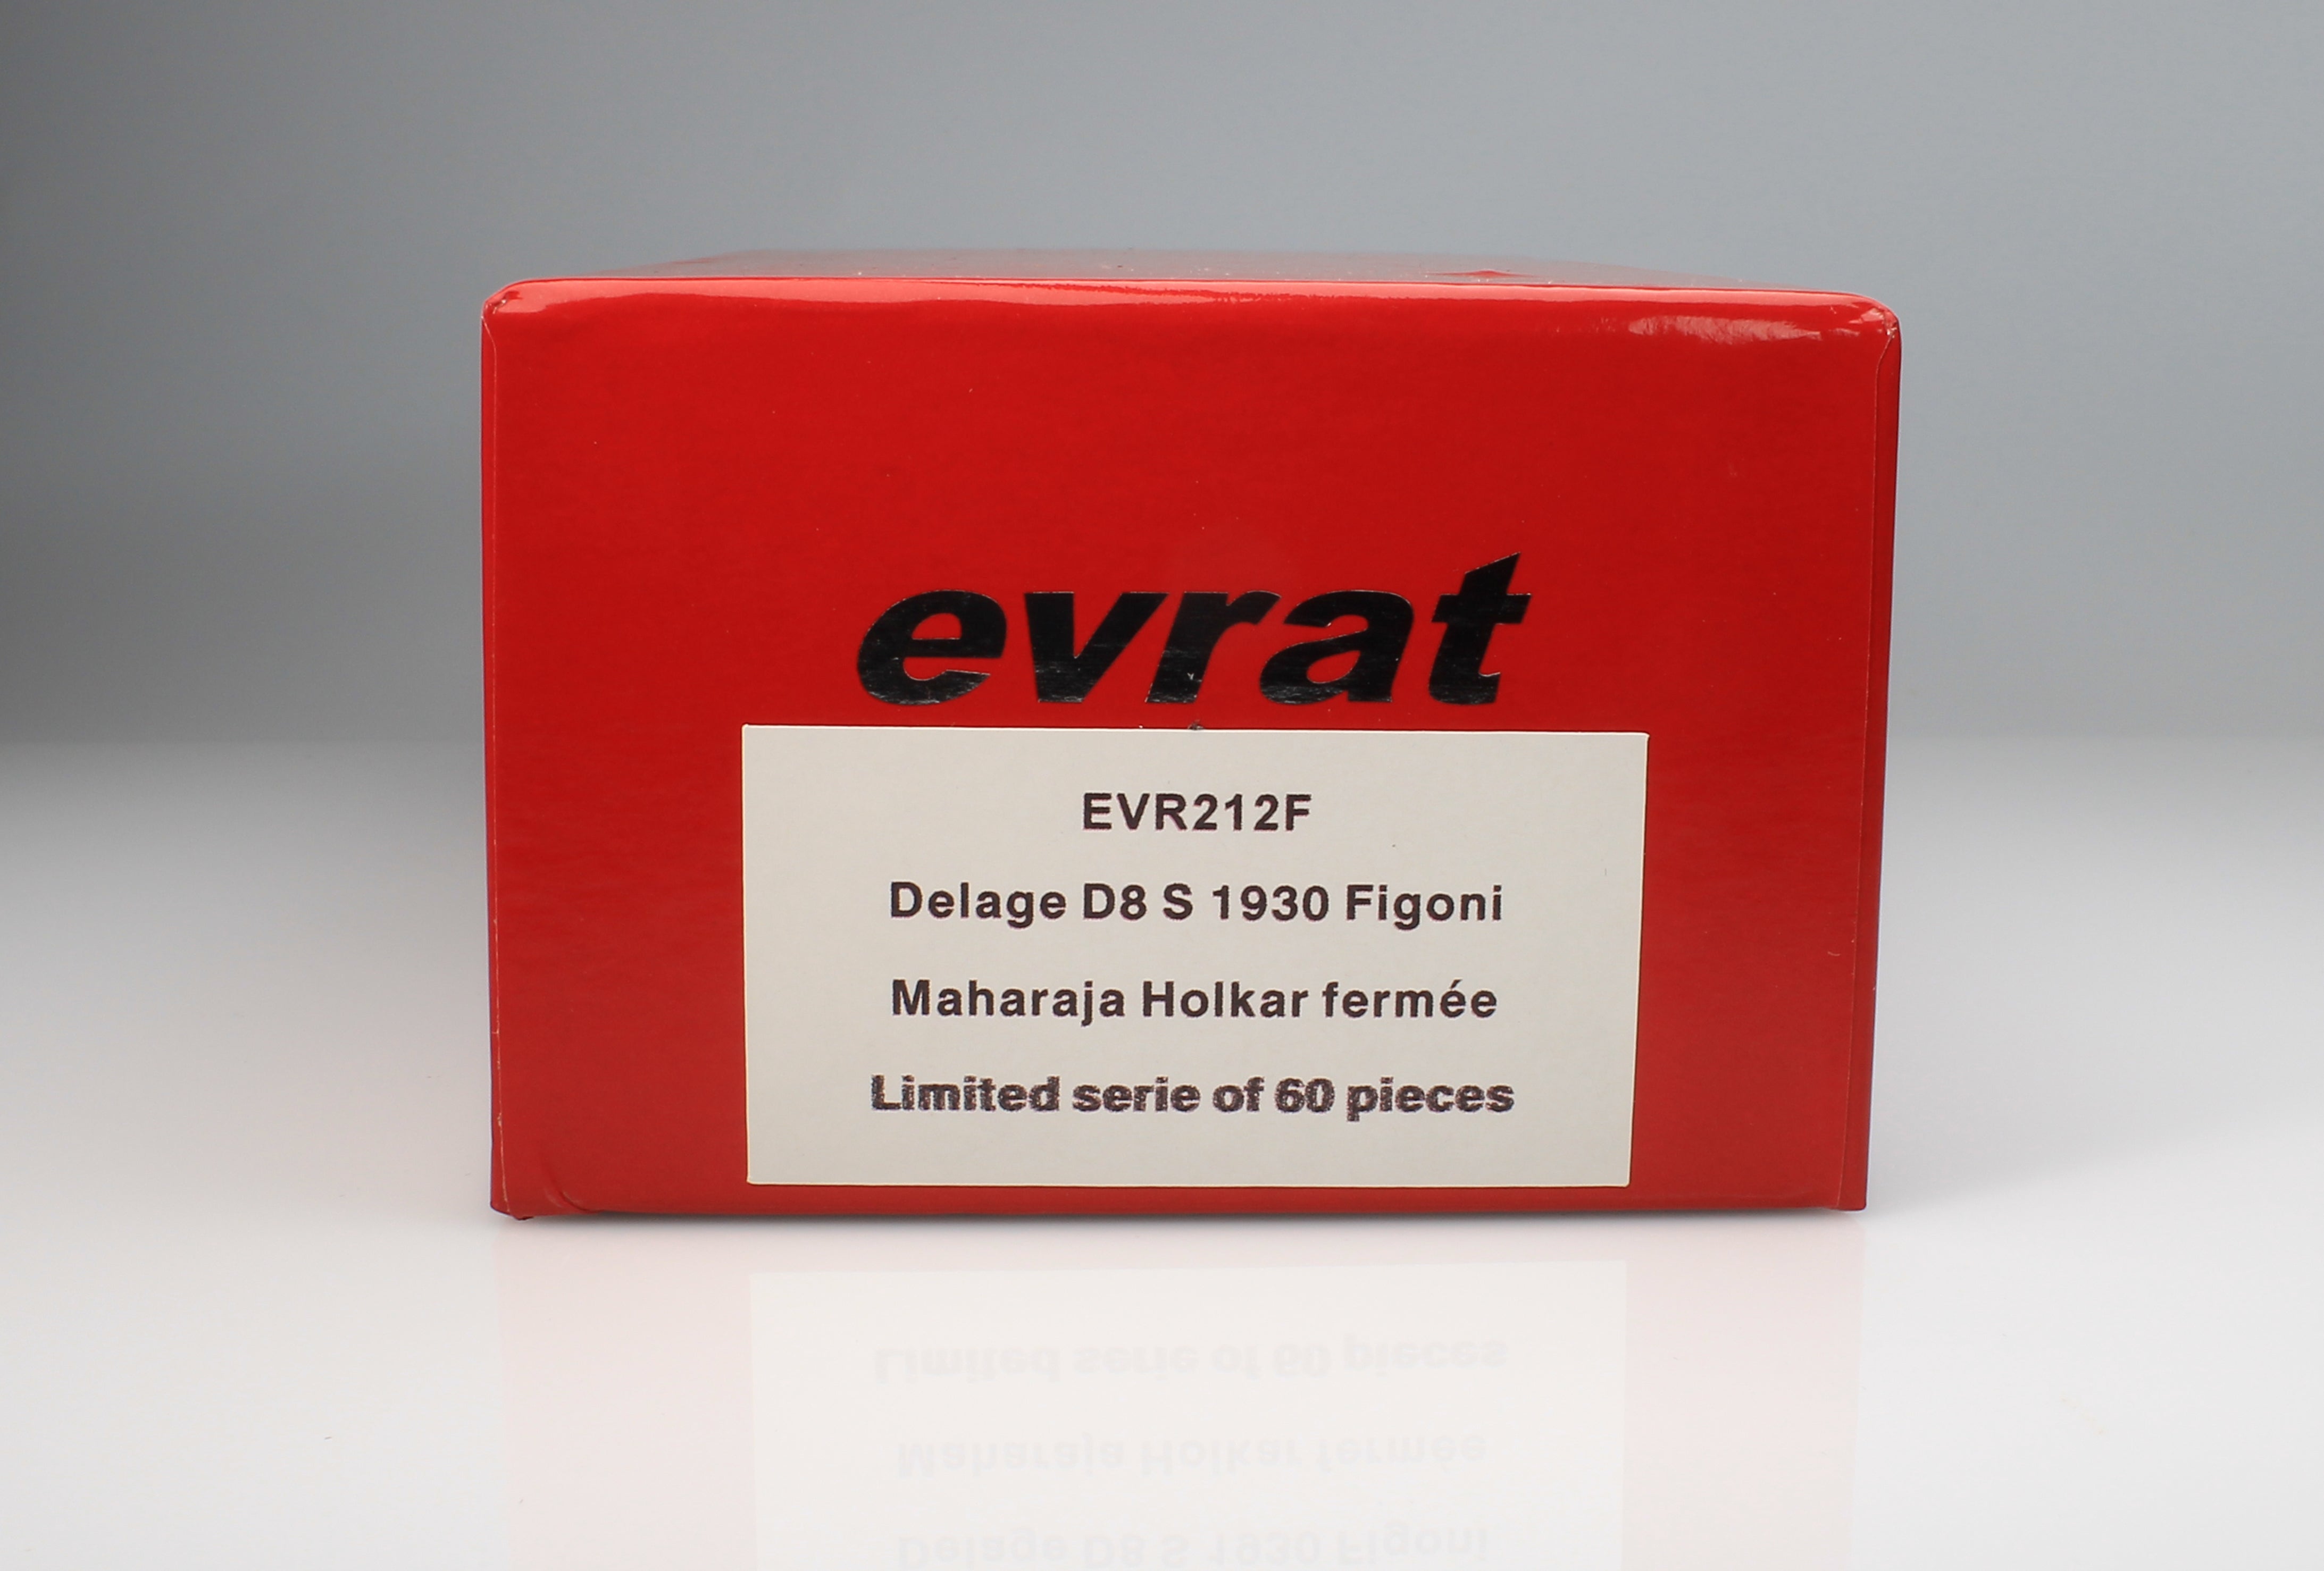 evrat
EVR212F
Delage D8 S 1930 Figoni
Maharaja Holkar fermée
Limited serie of 60 pieces